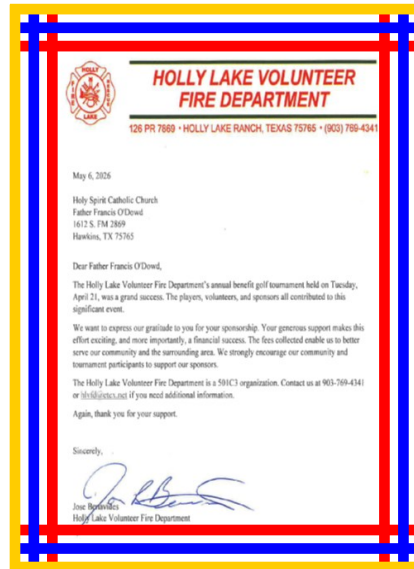 HOLLY LAKE VOLUNTEER
FIRE DEPARTMENT
HOLLY
FIRE
RESCUE
LAKE
126 PR 7869 • HOLLY LAKE RANCH, TEXAS 75765 • (903) 769-4341
May 6, 2026
Holy Spirit Catholic Church
Father Francis O'Dowd
1612 S. FM 2869
Hawkins, TX 75765
Dear Father Francis O'Dowd,
The Holly Lake Volunteer Fire Department's annual benefit golf tournament held on Tuesday,
April 21, was a grand success. The players, volunteers, and sponsors all contributed to this
significant event.
We want to express our gratitude to you for your sponsorship. Your generous support makes this
effort exciting, and more importantly, a financial success. The fees collected enable us to better
serve our community and the surrounding area. We strongly encourage our community and
tournament participants to support our sponsors.
The Holly Lake Volunteer Fire Department is a 501C3 organization. Contact us at 903-769-4341
or if you need additional information.
Again, thank you for your support.
Sincerely,
Jose Benavides
Holly Lake Volunteer Fire Department